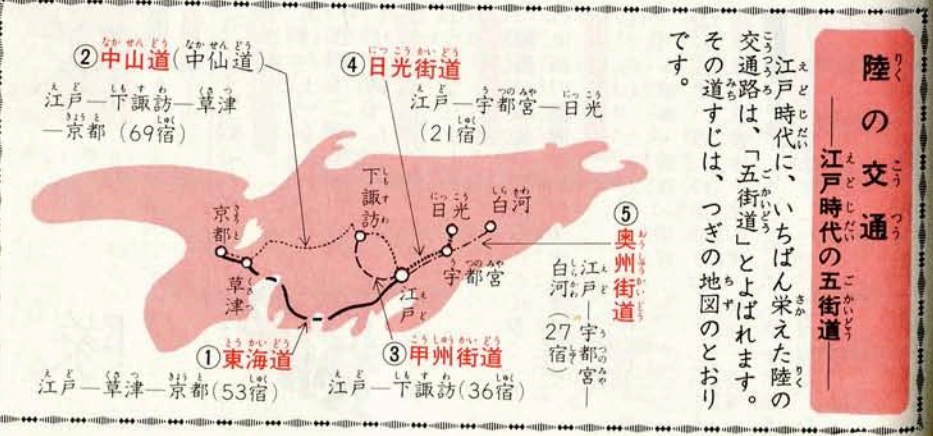 陸の交通
―江戸時代の五街道―
江戸時代に、いちばん栄えた陸の
交通路は、「五街道」とよばれます。
その道すじは、つぎの地図のとおり
です。
②中山道(中仙道)
江戸―下諏訪―草津
―京都(69宿)
④日光街道
江戸―宇都宮―日光
(21宿)
⑤奥州街道
江戸―宇都宮―
白河(27宿)
京都
草津
下諏訪
江戸
日光
白河
宇都宮
①東海道
江戸―草津―京都(53宿)
③甲州街道
江戸―下諏訪(36宿)